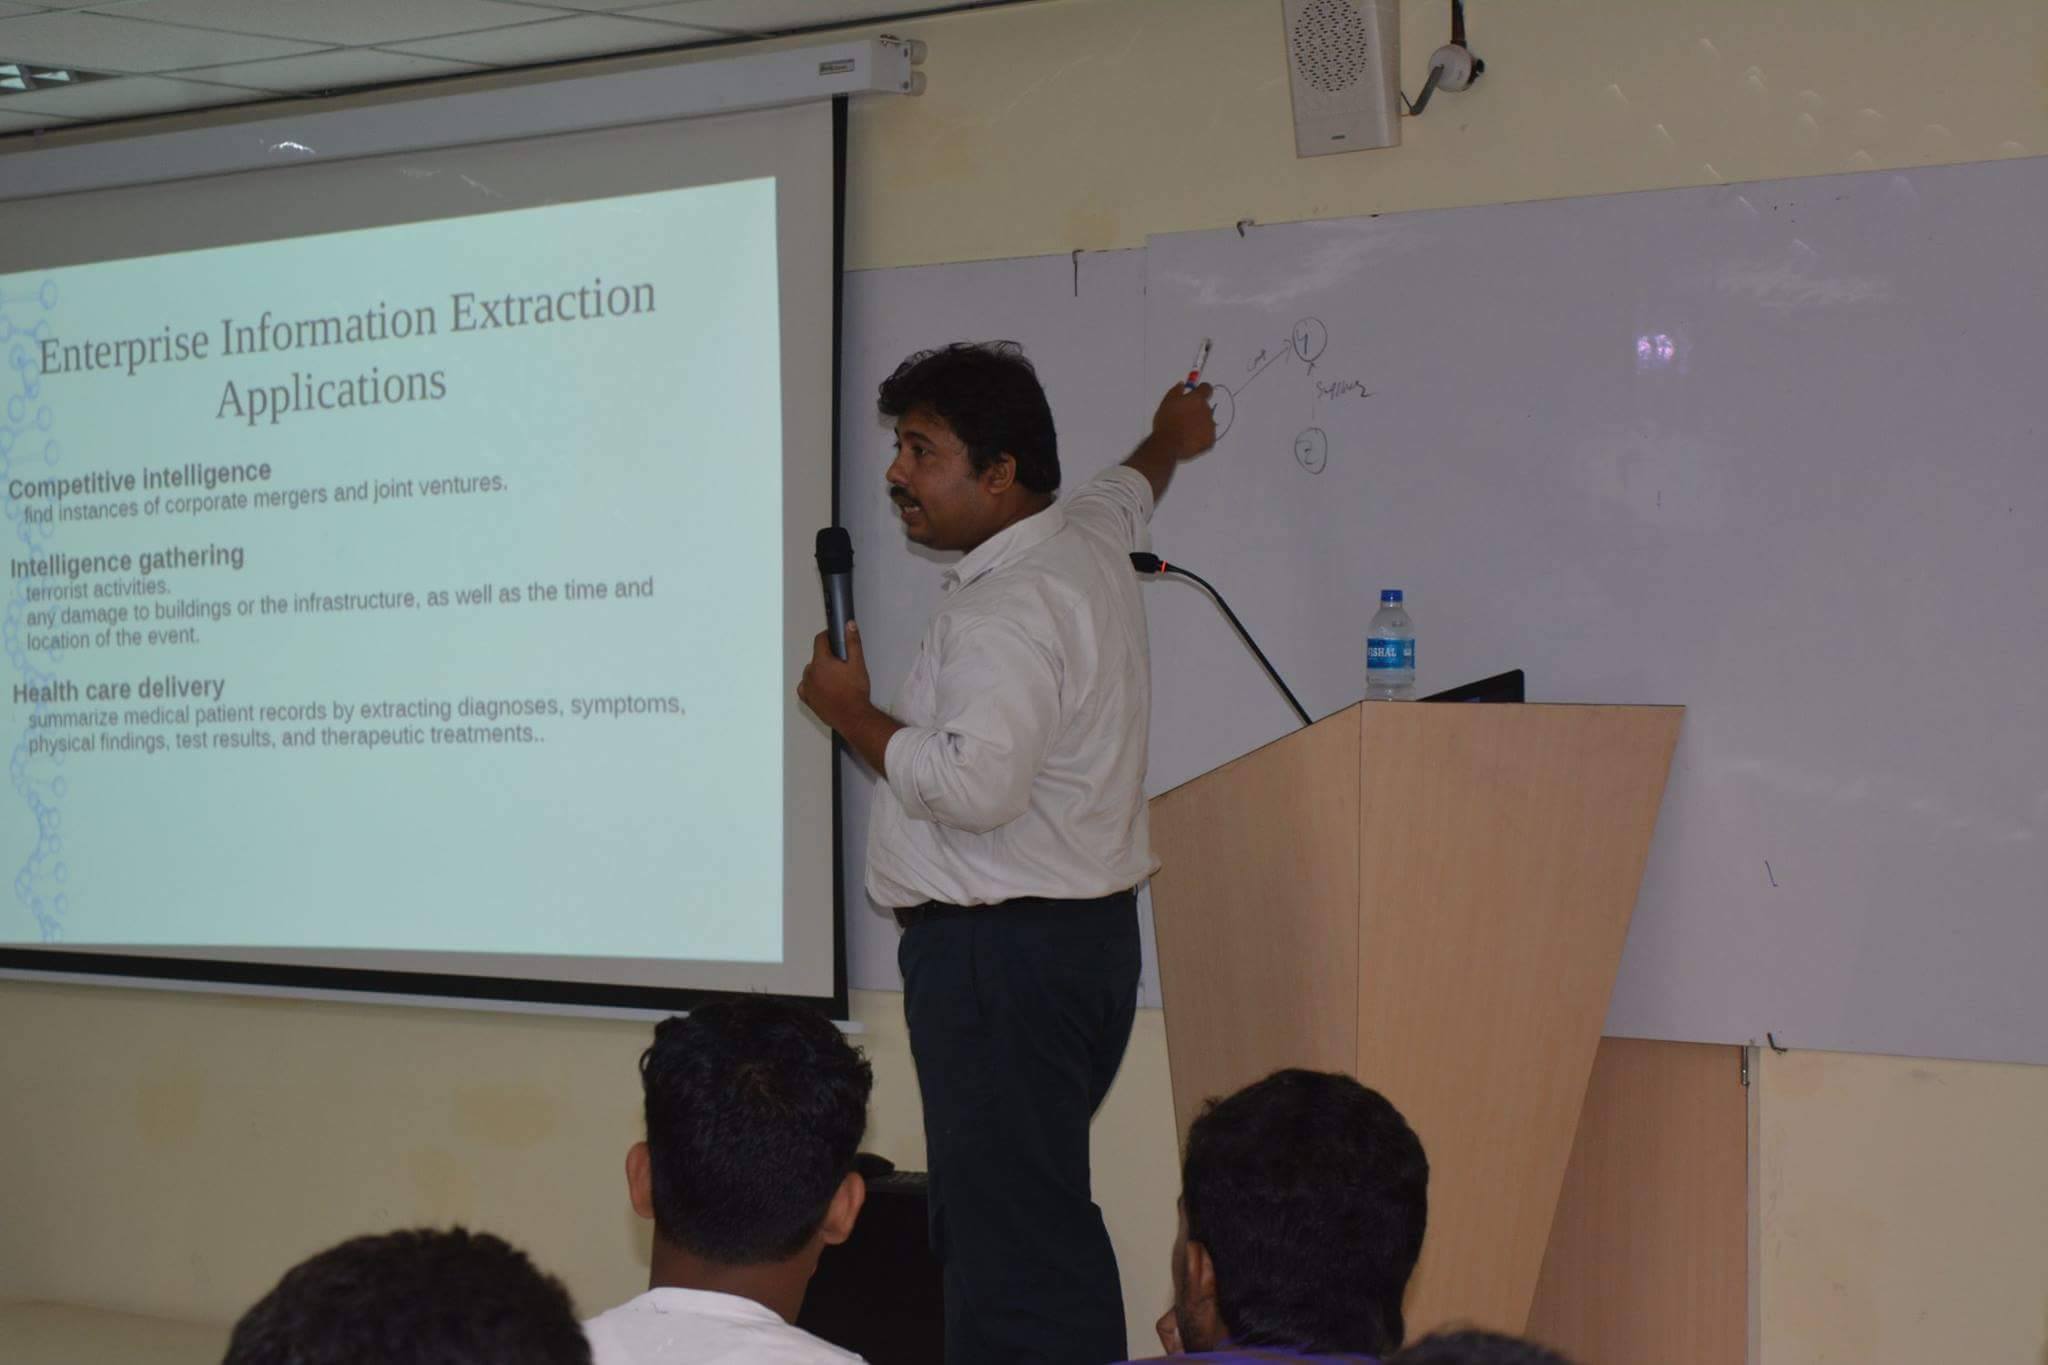 Enterprise Information Extraction
Applications
Competitive intelligence
find instances of corporate mergers and joint ventures.
Intelligence gathering
terrorist activities.
any damage to buildings or the infrastructure, as well as the time and
location of the event.
Health care delivery
summarize medical patient records by extracting diagnoses, symptoms,
physical findings, test results, and therapeutic treatments..
Y
Z